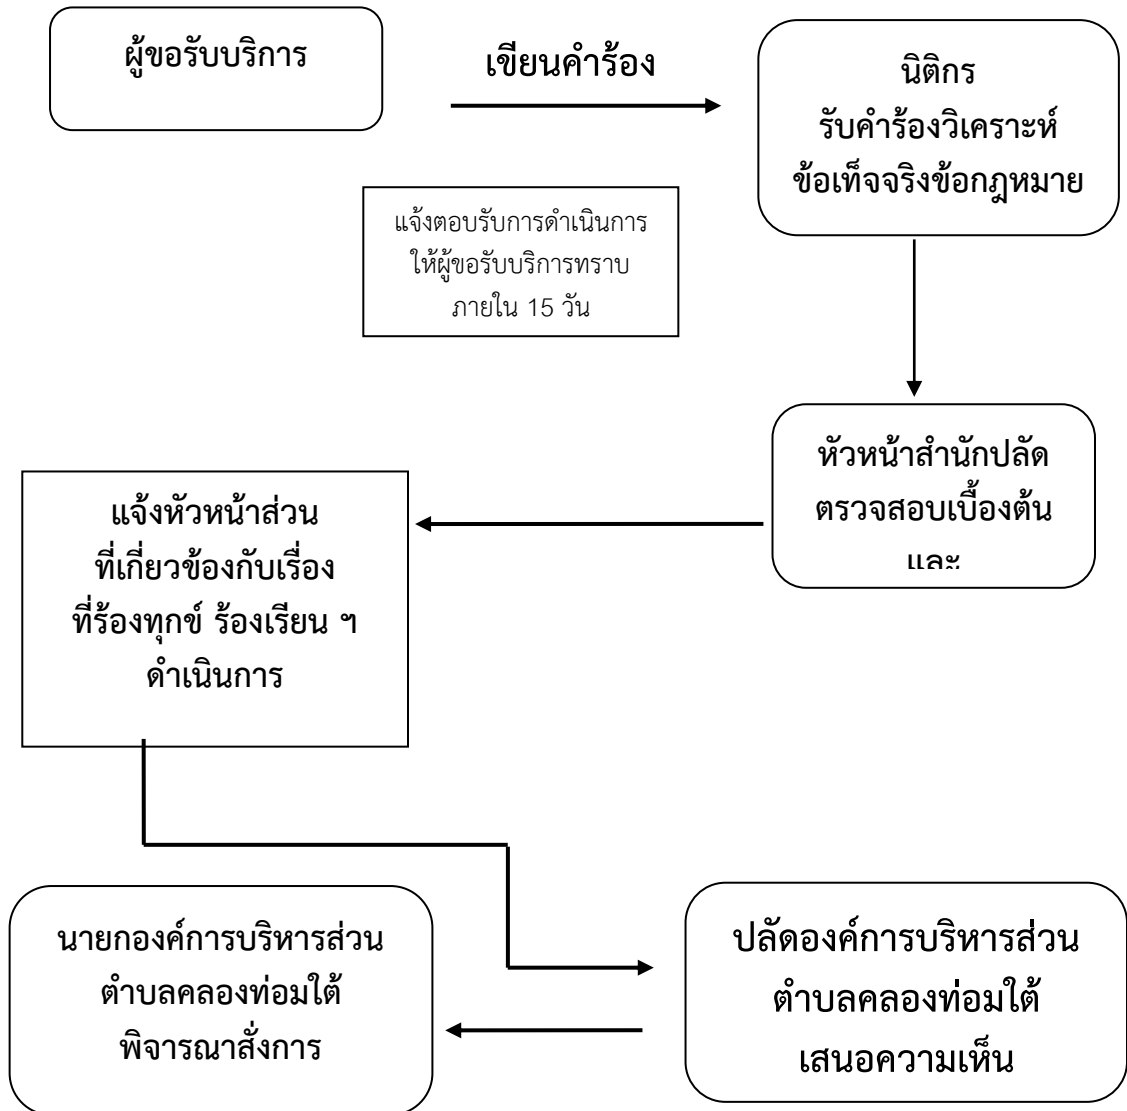 ผู้ขอรับบริการ
เขียนคำร้อง
นิติกร
รับคำร้องวิเคราะห์
ข้อเท็จจริงข้อกฎหมาย
แจ้งตอบรับการดำเนินการ
ให้ผู้ขอรับบริการทราบ
ภายใน 15 วัน
หัวหน้าสำนักปลัด
ตรวจสอบเบื้องต้น
และ
แจ้งหัวหน้าส่วน
ที่เกี่ยวข้องกับเรื่อง
ที่ร้องทุกข์ ร้องเรียน ฯ
ดำเนินการ
นายกองค์การบริหารส่วน
ตำบลคลองท่อมใต้
พิจารณาสั่งการ
ปลัดองค์การบริหารส่วน
ตำบลคลองท่อมใต้
เสนอความเห็น